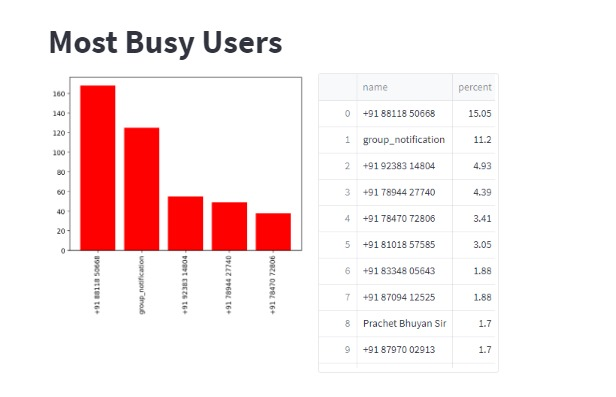 Most Busy Users
160
140
120
100
80
60
40
20
0
+91 88118 50668
group_notification
+91 92383 14804
+91 78944 27740
+91 78470 72806
name percent
0 +91 88118 50668 15.05
1 group_notification 11.2
2 +91 92383 14804 4.93
3 +91 78944 27740 4.39
4 +91 78470 72806 3.41
5 +91 81018 57585 3.05
6 +91 83348 05643 1.88
7 +91 87094 12525 1.88
8 Prachet Bhuyan Sir 1.7
9 +91 87970 02913 1.7